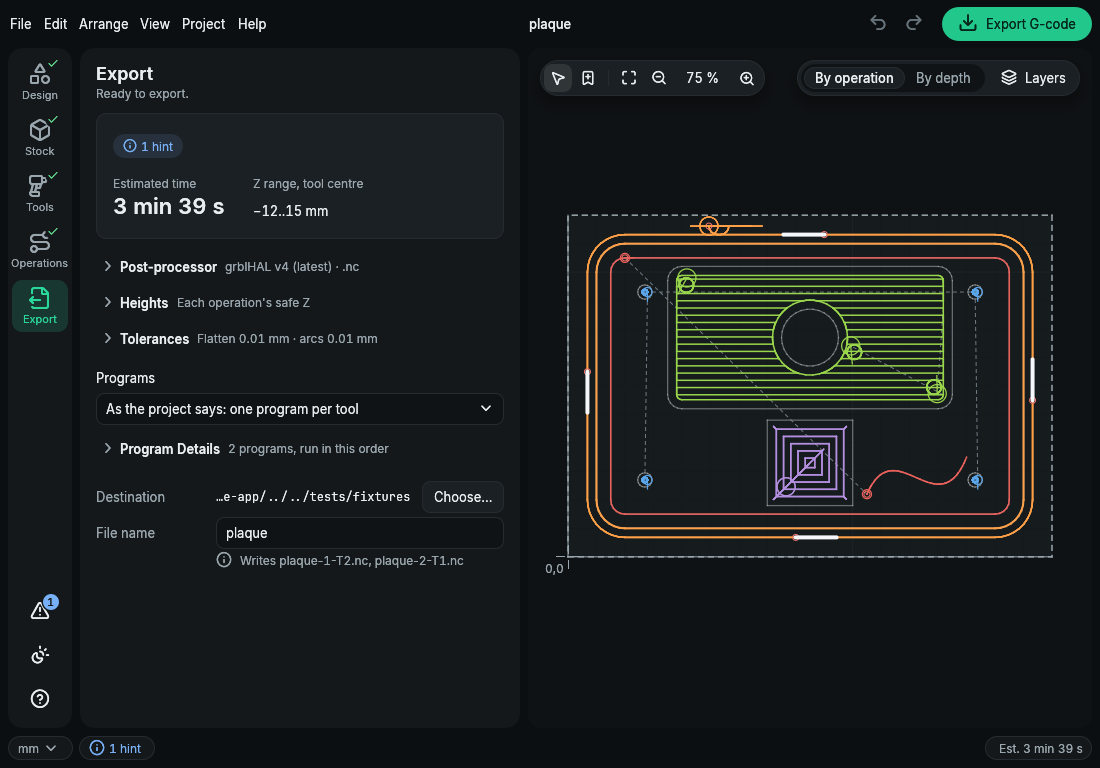 File Edit Arrange View Project Help
plaque
Export G-code
Design
Stock
Tools
Operations
Export
1
mm
1 hint
Export
Ready to export.
1 hint
Estimated time
3 min 39 s
Z range, tool centre
−12..15 mm
Post-processor grblHAL v4 (latest) · .nc
Heights Each operation's safe Z
Tolerances Flatten 0.01 mm · arcs 0.01 mm
Programs
As the project says: one program per tool
Program Details 2 programs, run in this order
Destination …e-app/../../tests/fixtures Choose...
File name plaque
Writes plaque-1-T2.nc, plaque-2-T1.nc
75 %
By operation By depth Layers
0,0
Est. 3 min 39 s